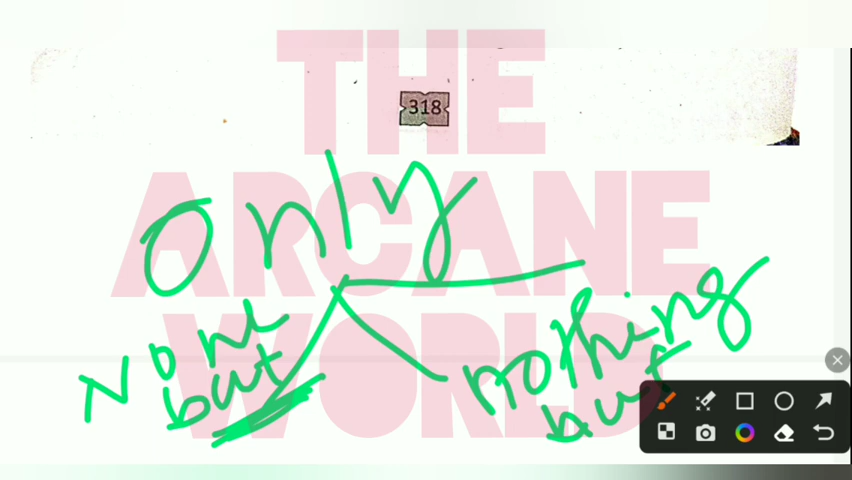 THE
318
ARCANE
Only
WORLD
None
but
nothing
but